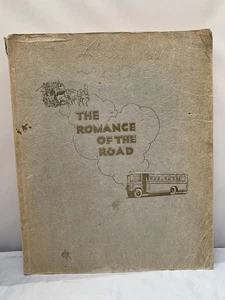 THE
ROMANCE
OF THE
ROAD